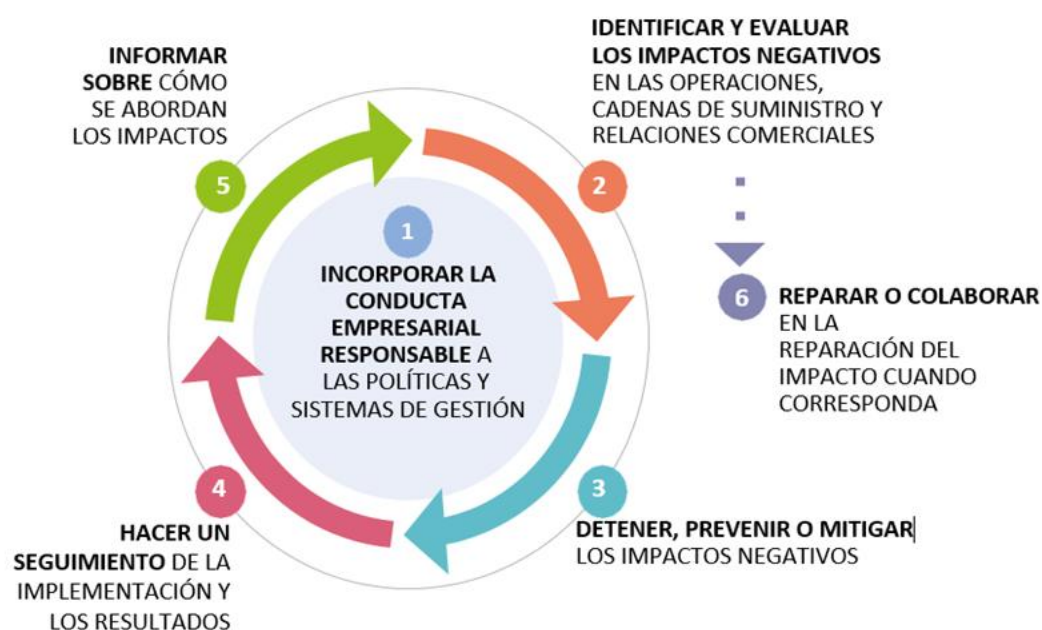 1
INCORPORAR LA
CONDUCTA
EMPRESARIAL
RESPONSABLE A
LAS POLÍTICAS Y
SISTEMAS DE GESTIÓN
2
IDENTIFICAR Y EVALUAR
LOS IMPACTOS NEGATIVOS
EN LAS OPERACIONES,
CADENAS DE SUMINISTRO Y
RELACIONES COMERCIALES
3
DETENER, PREVENIR O MITIGAR
LOS IMPACTOS NEGATIVOS
4
HACER UN
SEGUIMIENTO DE LA
IMPLEMENTACIÓN Y
LOS RESULTADOS
5
INFORMAR
SOBRE CÓMO
SE ABORDAN
LOS IMPACTOS
6
REPARAR O COLABORAR
EN LA
REPARACIÓN DEL
IMPACTO CUANDO
CORRESPONDA